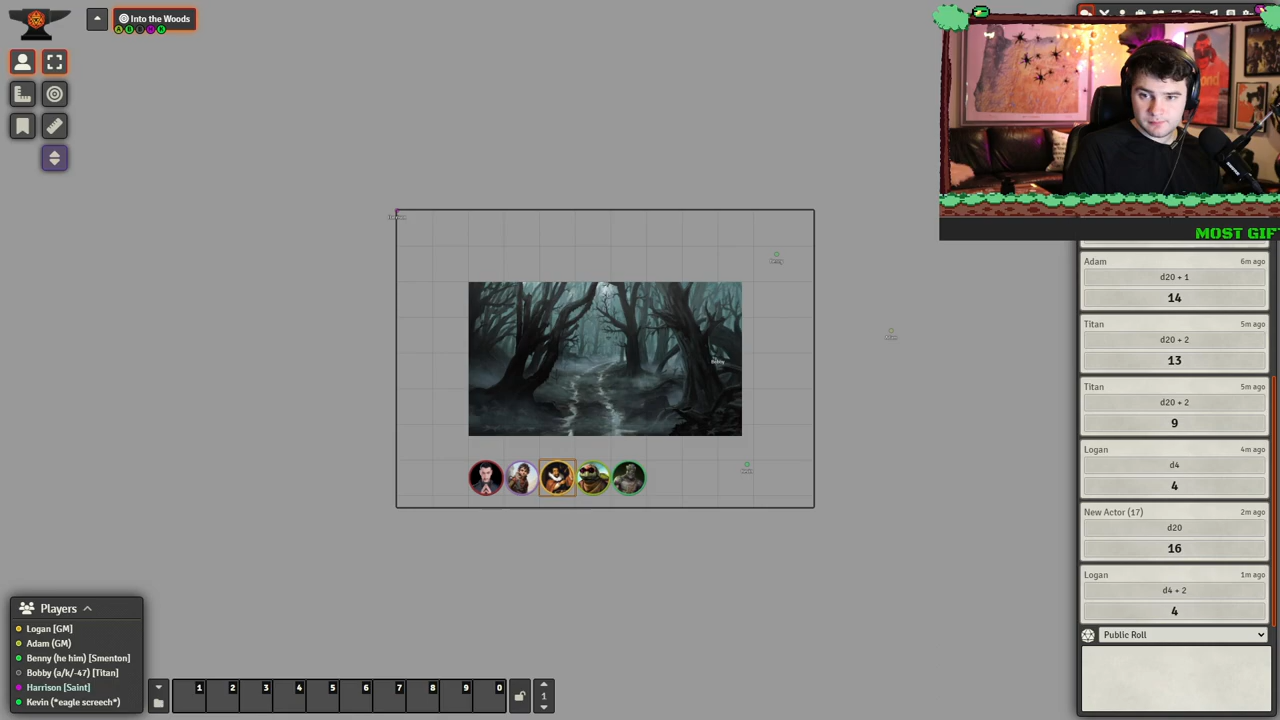 Into the Woods
A B B H K
MOST GIF
Adam 6m ago
d20 + 1
14
Titan 5m ago
d20 + 2
13
Titan 5m ago
d20 + 2
9
Logan 4m ago
d4
4
New Actor (17) 2m ago
d20
16
Logan 1m ago
d4 + 2
4
Public Roll
Benny
Adam
Bobby
Players
Logan [GM]
Adam (GM)
Benny (he him) [Smenton]
Bobby (a/k/-47) [Titan]
Harrison [Saint]
Kevin (*eagle screech*)
1 2 3 4 5 6 7 8 9 0
1